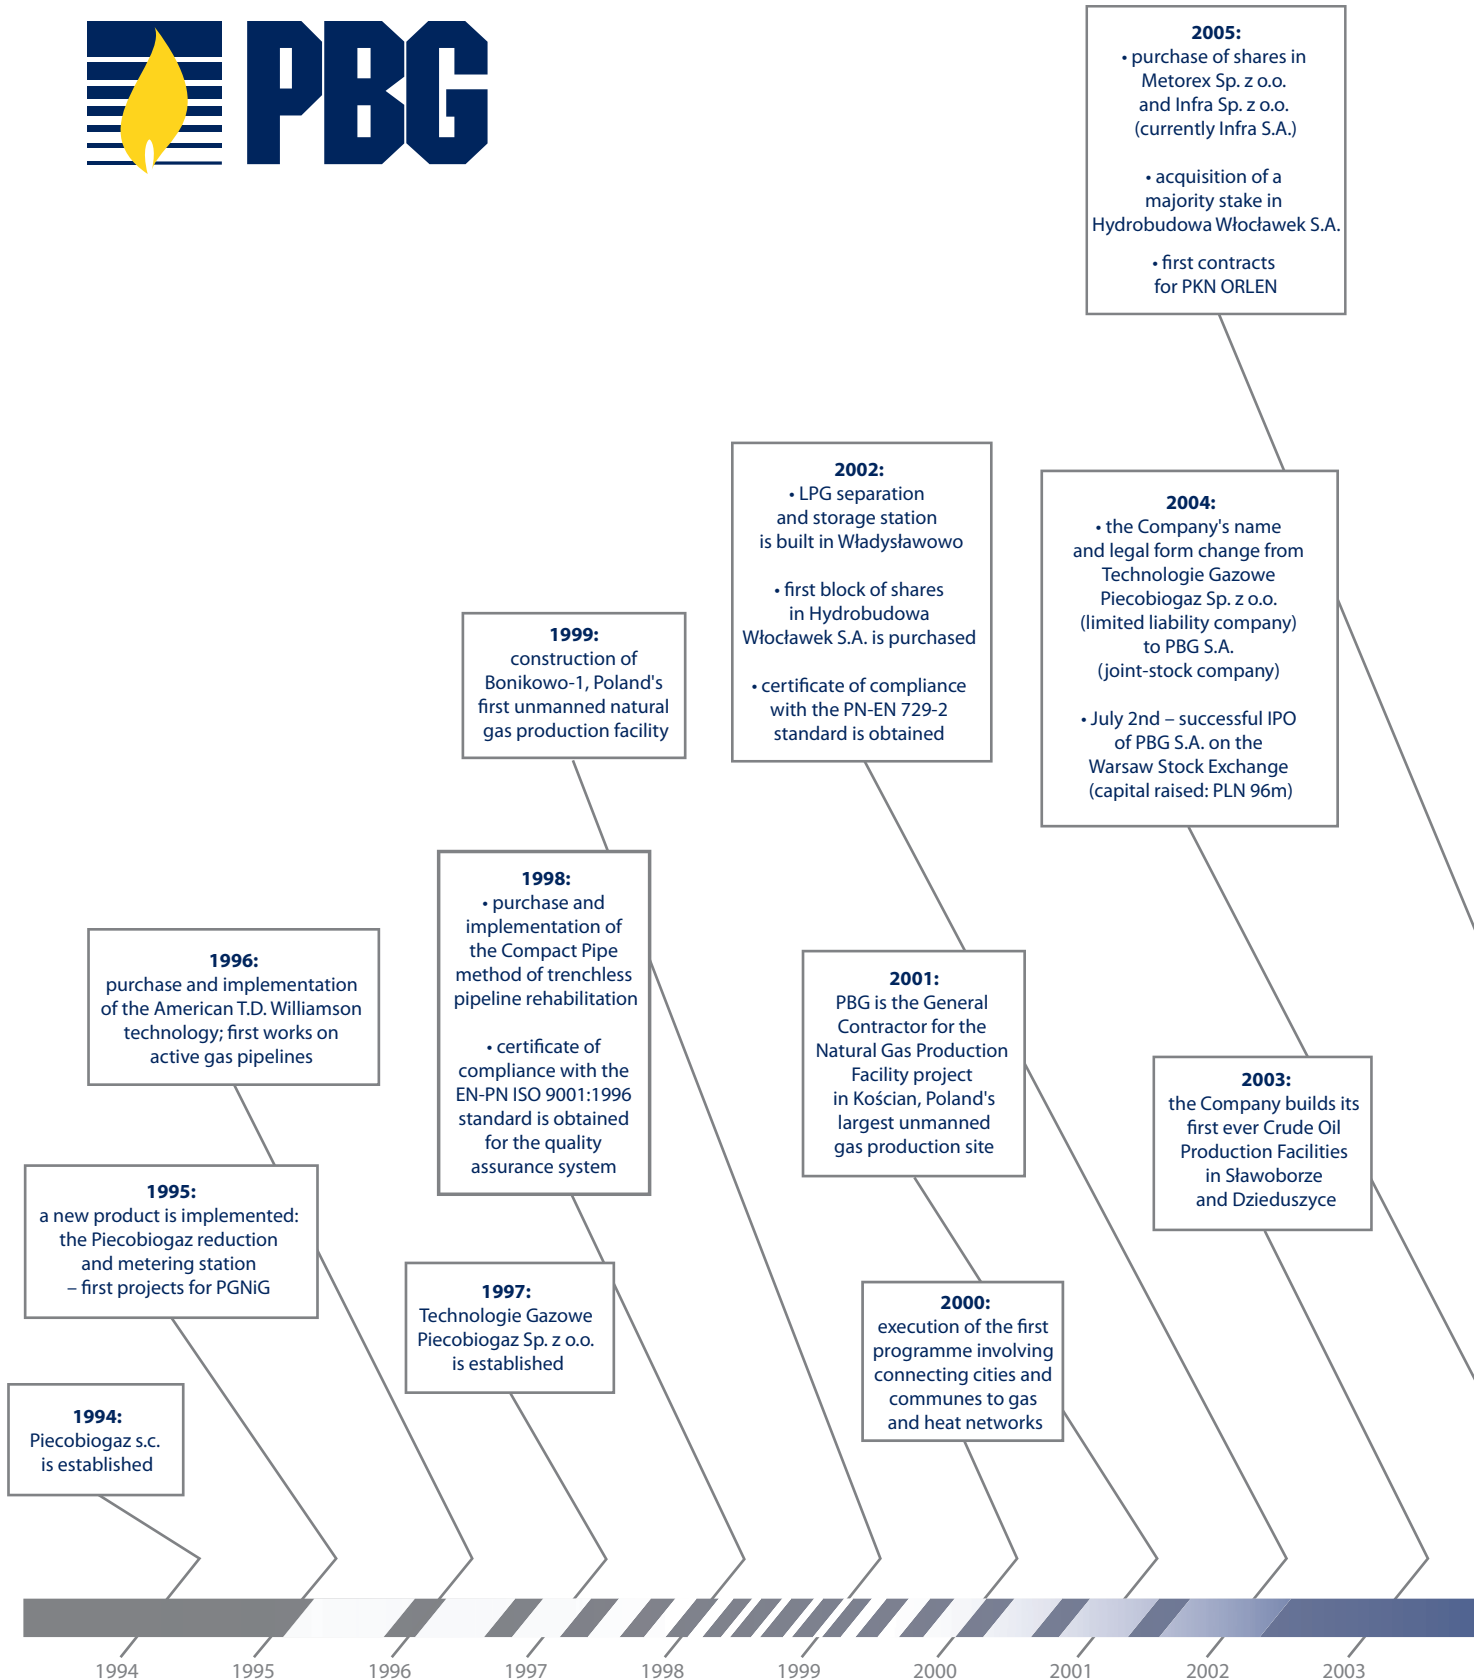 PBG
2005:
• purchase of shares in
Metorex Sp. z o.o.
and Infra Sp. z o.o.
(currently Infra S.A.)
• acquisition of a
majority stake in
Hydrobudowa Włocławek S.A.
• first contracts
for PKN ORLEN
2002:
• LPG separation
and storage station
is built in Władysławowo
• first block of shares
in Hydrobudowa
Włocławek S.A. is purchased
• certificate of compliance
with the PN-EN 729-2
standard is obtained
2004:
• the Company's name
and legal form change from
Technologie Gazowe
Piecobiogaz Sp. z o.o.
(limited liability company)
to PBG S.A.
(joint-stock company)
• July 2nd – successful IPO
of PBG S.A. on the
Warsaw Stock Exchange
(capital raised: PLN 96m)
1999:
construction of
Bonikowo-1, Poland's
first unmanned natural
gas production facility
1998:
• purchase and
implementation of
the Compact Pipe
method of trenchless
pipeline rehabilitation
• certificate of
compliance with the
EN-PN ISO 9001:1996
standard is obtained
for the quality
assurance system
1996:
purchase and implementation
of the American T.D. Williamson
technology; first works on
active gas pipelines
2001:
PBG is the General
Contractor for the
Natural Gas Production
Facility project
in Kościan, Poland's
largest unmanned
gas production site
2003:
the Company builds its
first ever Crude Oil
Production Facilities
in Sławoborze
and Dzieduszyce
1995:
a new product is implemented:
the Piecobiogaz reduction
and metering station
– first projects for PGNiG
1997:
Technologie Gazowe
Piecobiogaz Sp. z o.o.
is established
2000:
execution of the first
programme involving
connecting cities and
communes to gas
and heat networks
1994:
Piecobiogaz s.c.
is established
1994 1995 1996 1997 1998 1999 2000 2001 2002 2003